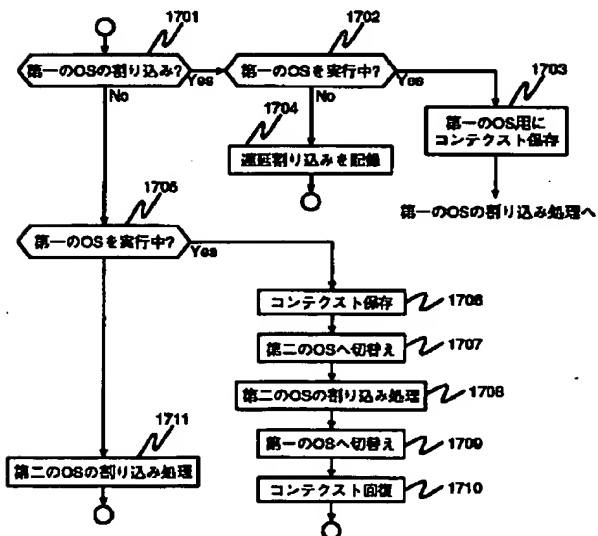 1701
第一のOSの割り込み?
Yes
No
1702
第一のOSを実行中?
Yes
No
1703
第一のOS用に
コンテクスト保存
第一のOSの割り込み処理へ
1704
遅延割り込みを記録
1705
第一のOSを実行中?
Yes
コンテクスト保存
1706
第二のOSへ切替え
1707
第二のOSの割り込み処理
1708
第一のOSへ切替え
1709
コンテクスト回復
1710
1711
第二のOSの割り込み処理